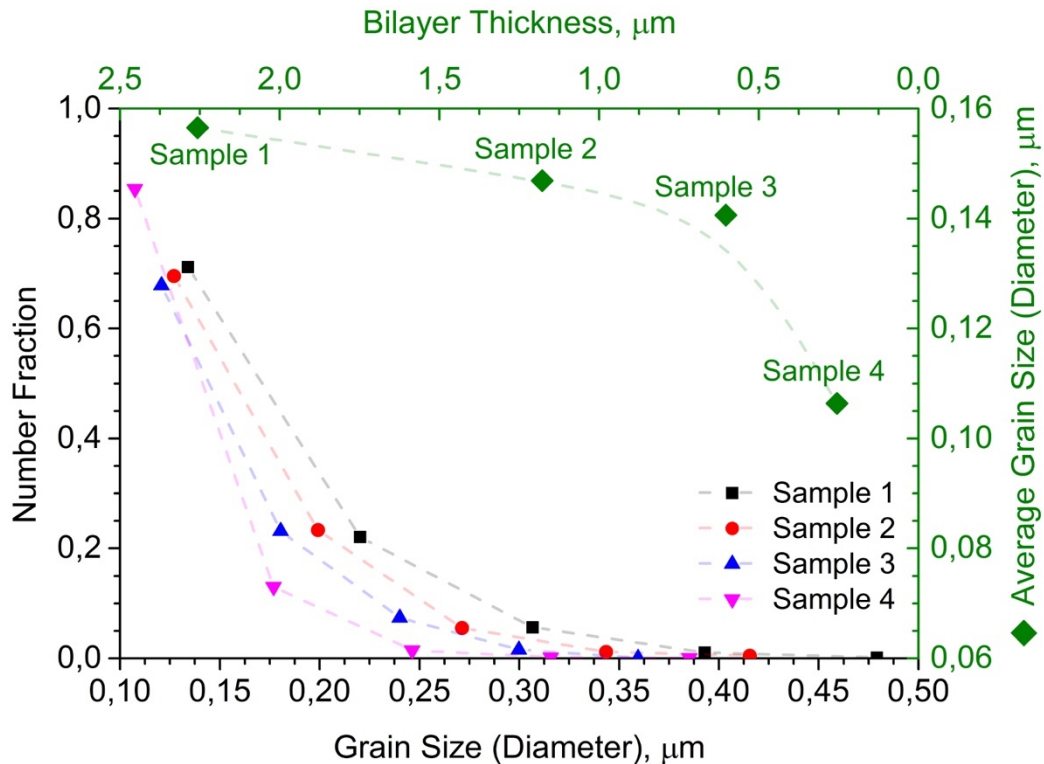 Bilayer Thickness, μm
2,5 2,0 1,5 1,0 0,5 0,0
1,0
0,8
0,6
0,4
0,2
0,0
Number Fraction
0,16
0,14
0,12
0,10
0,08
0,06
Average Grain Size (Diameter), μm
Sample 1
Sample 2
Sample 3
Sample 4
Sample 1
Sample 2
Sample 3
Sample 4
0,10 0,15 0,20 0,25 0,30 0,35 0,40 0,45 0,50
Grain Size (Diameter), μm